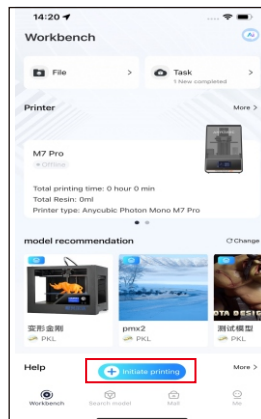 14:20
Workbench
File
>
Task
1 New completed
>
Printer
More >
M7 Pro
• Offline
Total printing time: 0 hour 0 min
Total Resin: 0ml
Printer type: Anycubic Photon Mono M7 Pro
model recommendation
Change
变形金刚
PKL
pmx2
PKL
OTA DESIG
测试模型
PKL
Help
+ Initiate printing
More >
Workbench
Search model
Mall
Me